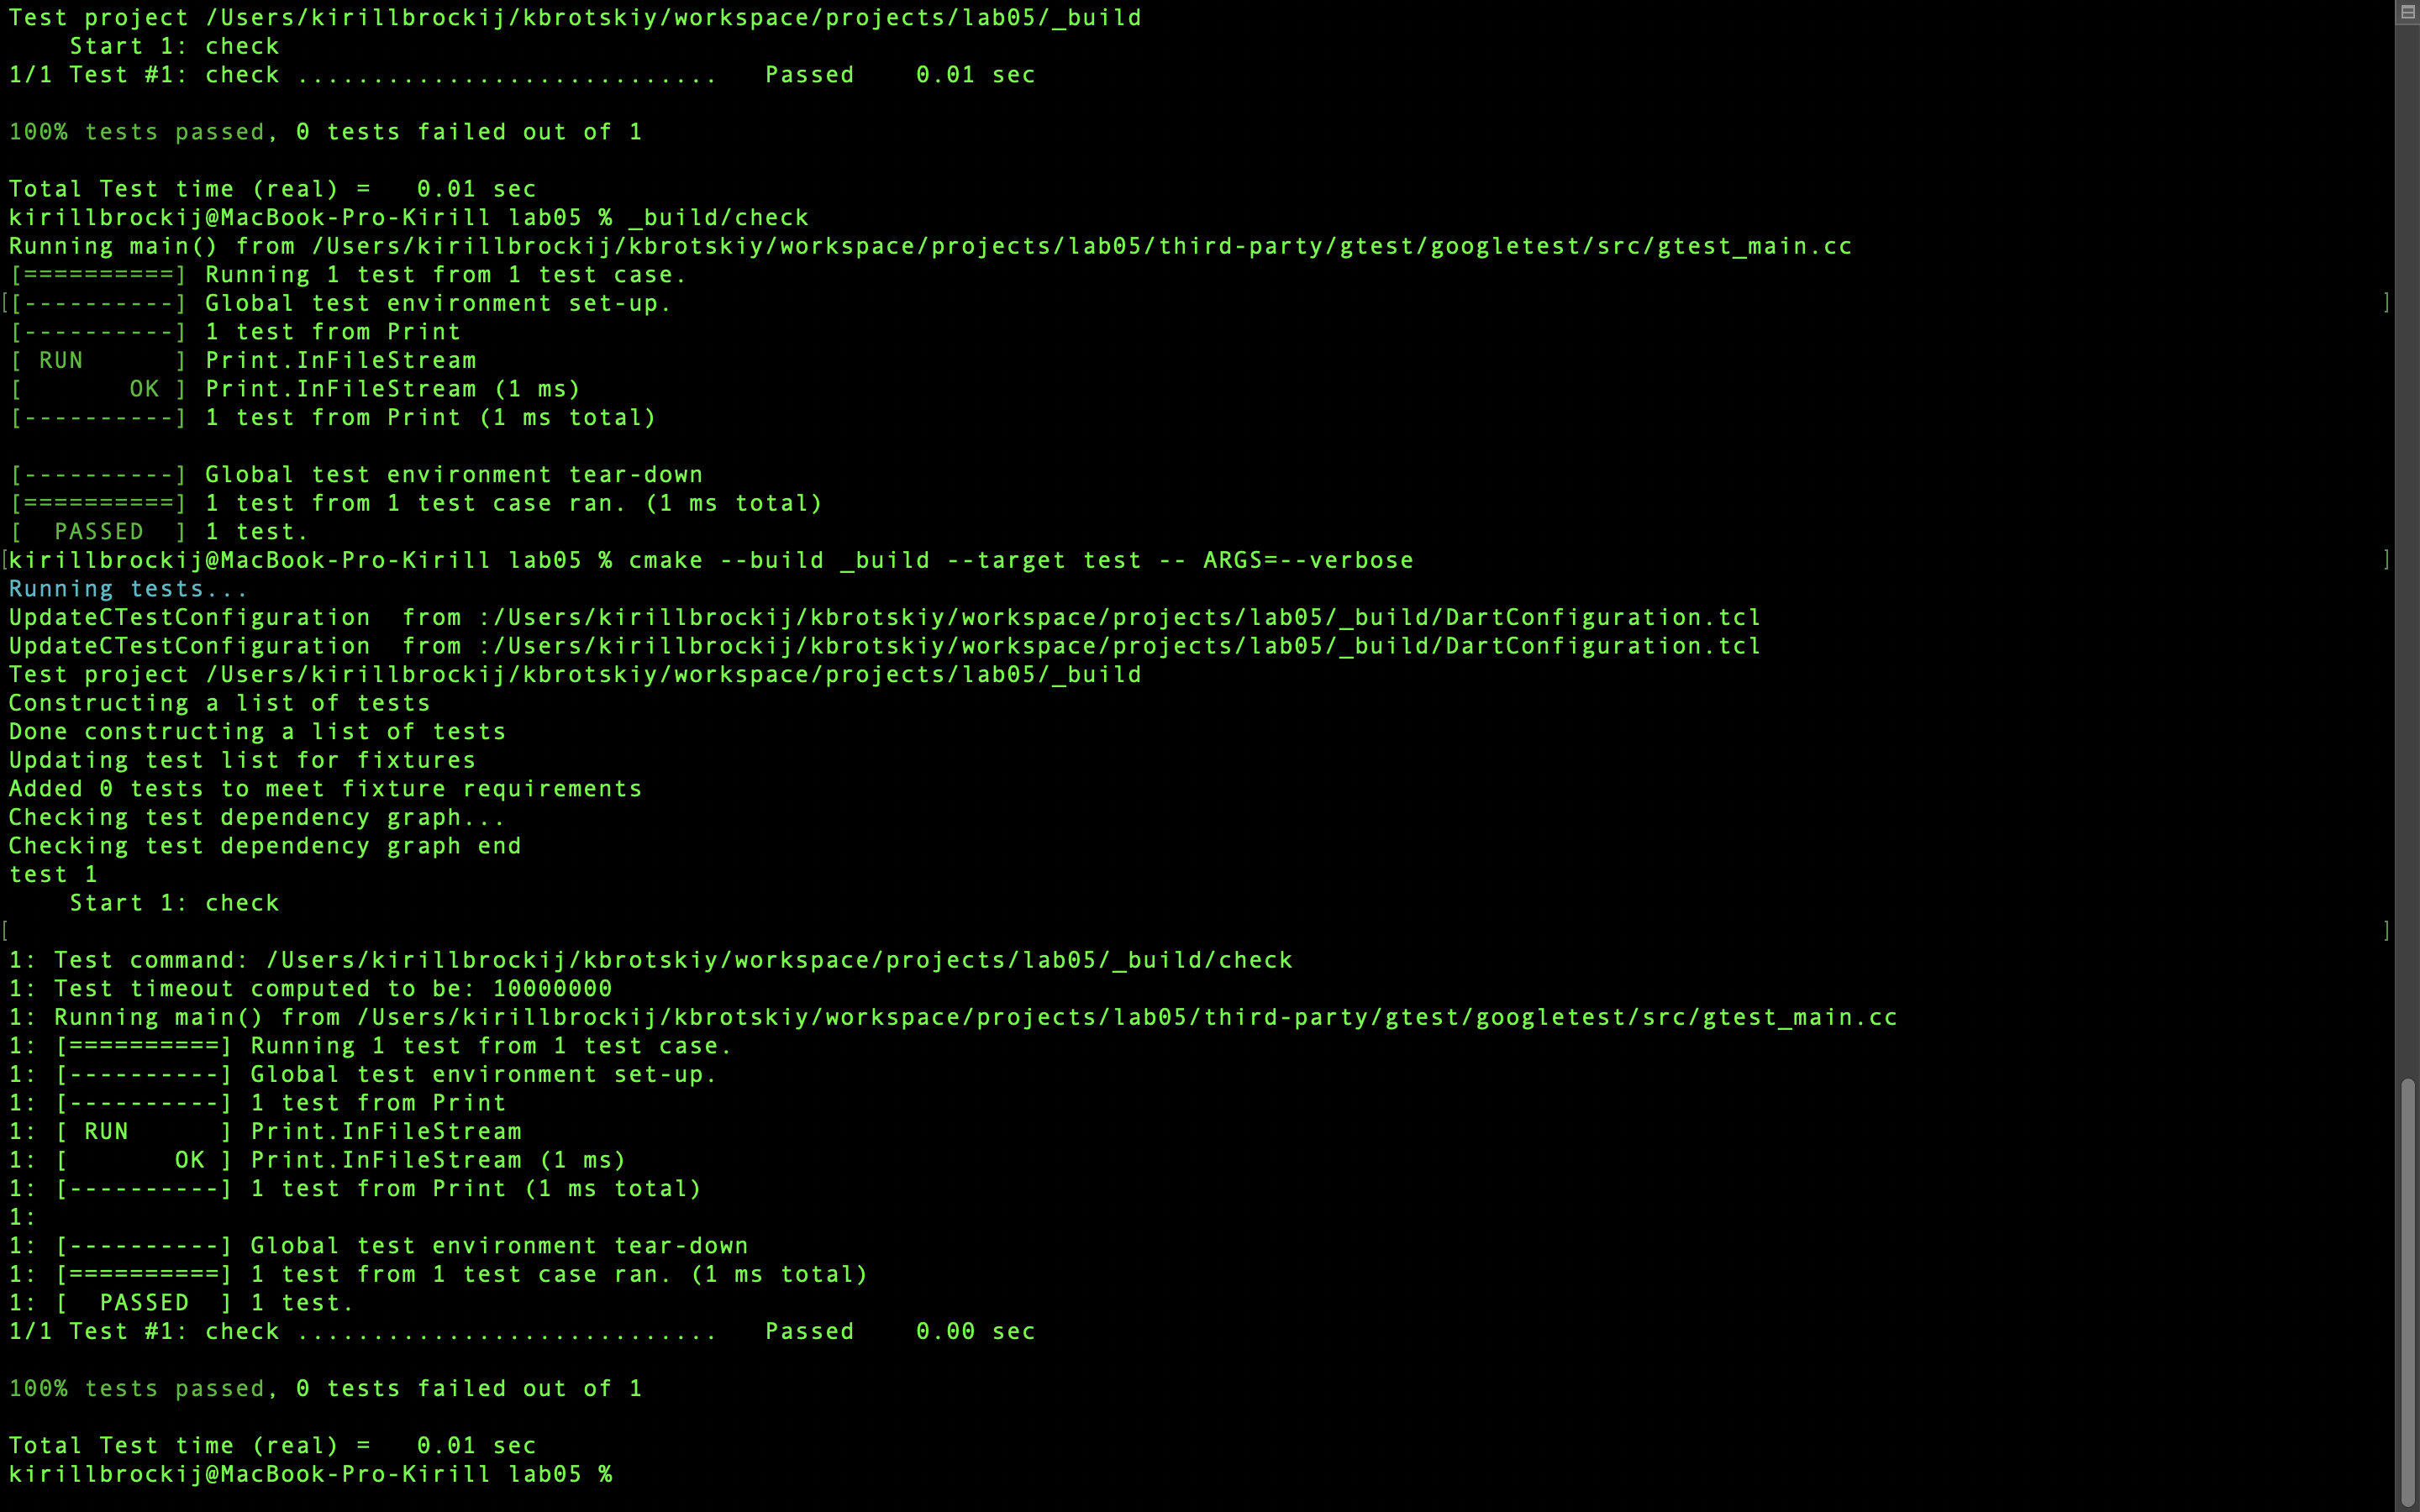 Test project /Users/kirillbrockij/kbrotskiy/workspace/projects/lab05/_build
    Start 1: check
1/1 Test #1: check ............................   Passed    0.01 sec

100% tests passed, 0 tests failed out of 1

Total Test time (real) =   0.01 sec
kirillbrockij@MacBook-Pro-Kirill lab05 % _build/check
Running main() from /Users/kirillbrockij/kbrotskiy/workspace/projects/lab05/third-party/gtest/googletest/src/gtest_main.cc
[==========] Running 1 test from 1 test case.
[[----------] Global test environment set-up. ]
[----------] 1 test from Print
[ RUN      ] Print.InFileStream
[       OK ] Print.InFileStream (1 ms)
[----------] 1 test from Print (1 ms total)

[----------] Global test environment tear-down
[==========] 1 test from 1 test case ran. (1 ms total)
[  PASSED  ] 1 test.
[kirillbrockij@MacBook-Pro-Kirill lab05 % cmake --build _build --target test -- ARGS=--verbose ]
Running tests...
UpdateCTestConfiguration  from :/Users/kirillbrockij/kbrotskiy/workspace/projects/lab05/_build/DartConfiguration.tcl
UpdateCTestConfiguration  from :/Users/kirillbrockij/kbrotskiy/workspace/projects/lab05/_build/DartConfiguration.tcl
Test project /Users/kirillbrockij/kbrotskiy/workspace/projects/lab05/_build
Constructing a list of tests
Done constructing a list of tests
Updating test list for fixtures
Added 0 tests to meet fixture requirements
Checking test dependency graph...
Checking test dependency graph end
test 1
    Start 1: check
[ ]
1: Test command: /Users/kirillbrockij/kbrotskiy/workspace/projects/lab05/_build/check
1: Test timeout computed to be: 10000000
1: Running main() from /Users/kirillbrockij/kbrotskiy/workspace/projects/lab05/third-party/gtest/googletest/src/gtest_main.cc
1: [==========] Running 1 test from 1 test case.
1: [----------] Global test environment set-up.
1: [----------] 1 test from Print
1: [ RUN      ] Print.InFileStream
1: [       OK ] Print.InFileStream (1 ms)
1: [----------] 1 test from Print (1 ms total)
1:
1: [----------] Global test environment tear-down
1: [==========] 1 test from 1 test case ran. (1 ms total)
1: [  PASSED  ] 1 test.
1/1 Test #1: check ............................   Passed    0.00 sec

100% tests passed, 0 tests failed out of 1

Total Test time (real) =   0.01 sec
kirillbrockij@MacBook-Pro-Kirill lab05 %